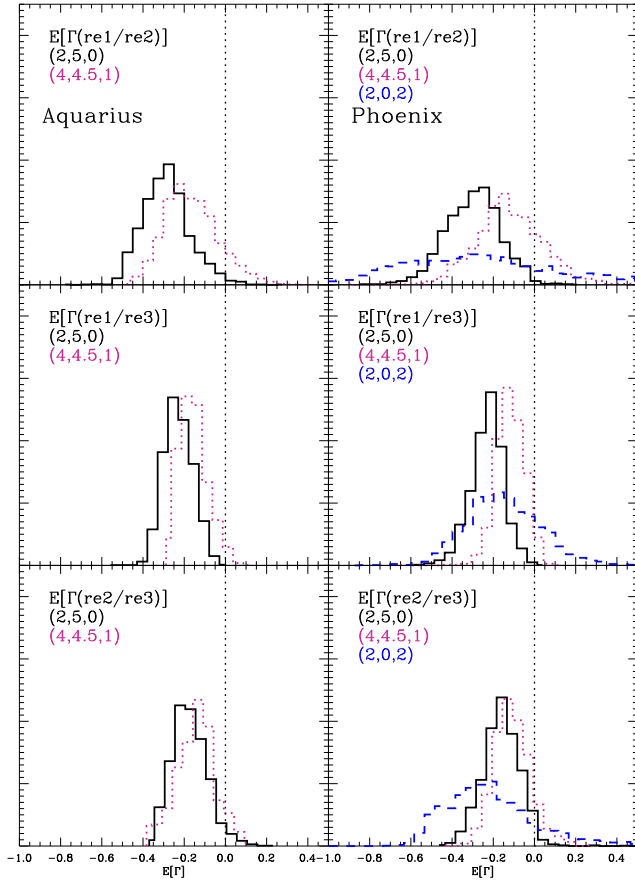 E[Γ(re1/re2)]
(2,5,0)
(4,4.5,1)
Aquarius
E[Γ(re1/re2)]
(2,5,0)
(4,4.5,1)
(2,0,2)
Phoenix
E[Γ(re1/re3)]
(2,5,0)
(4,4.5,1)
E[Γ(re1/re3)]
(2,5,0)
(4,4.5,1)
(2,0,2)
E[Γ(re2/re3)]
(2,5,0)
(4,4.5,1)
E[Γ(re2/re3)]
(2,5,0)
(4,4.5,1)
(2,0,2)
-1.0 -0.8 -0.6 -0.4 -0.2 0.0 0.2 0.4 -1.0 -0.8 -0.6 -0.4 -0.2 0.0 0.2 0.4
E[Γ] E[Γ]